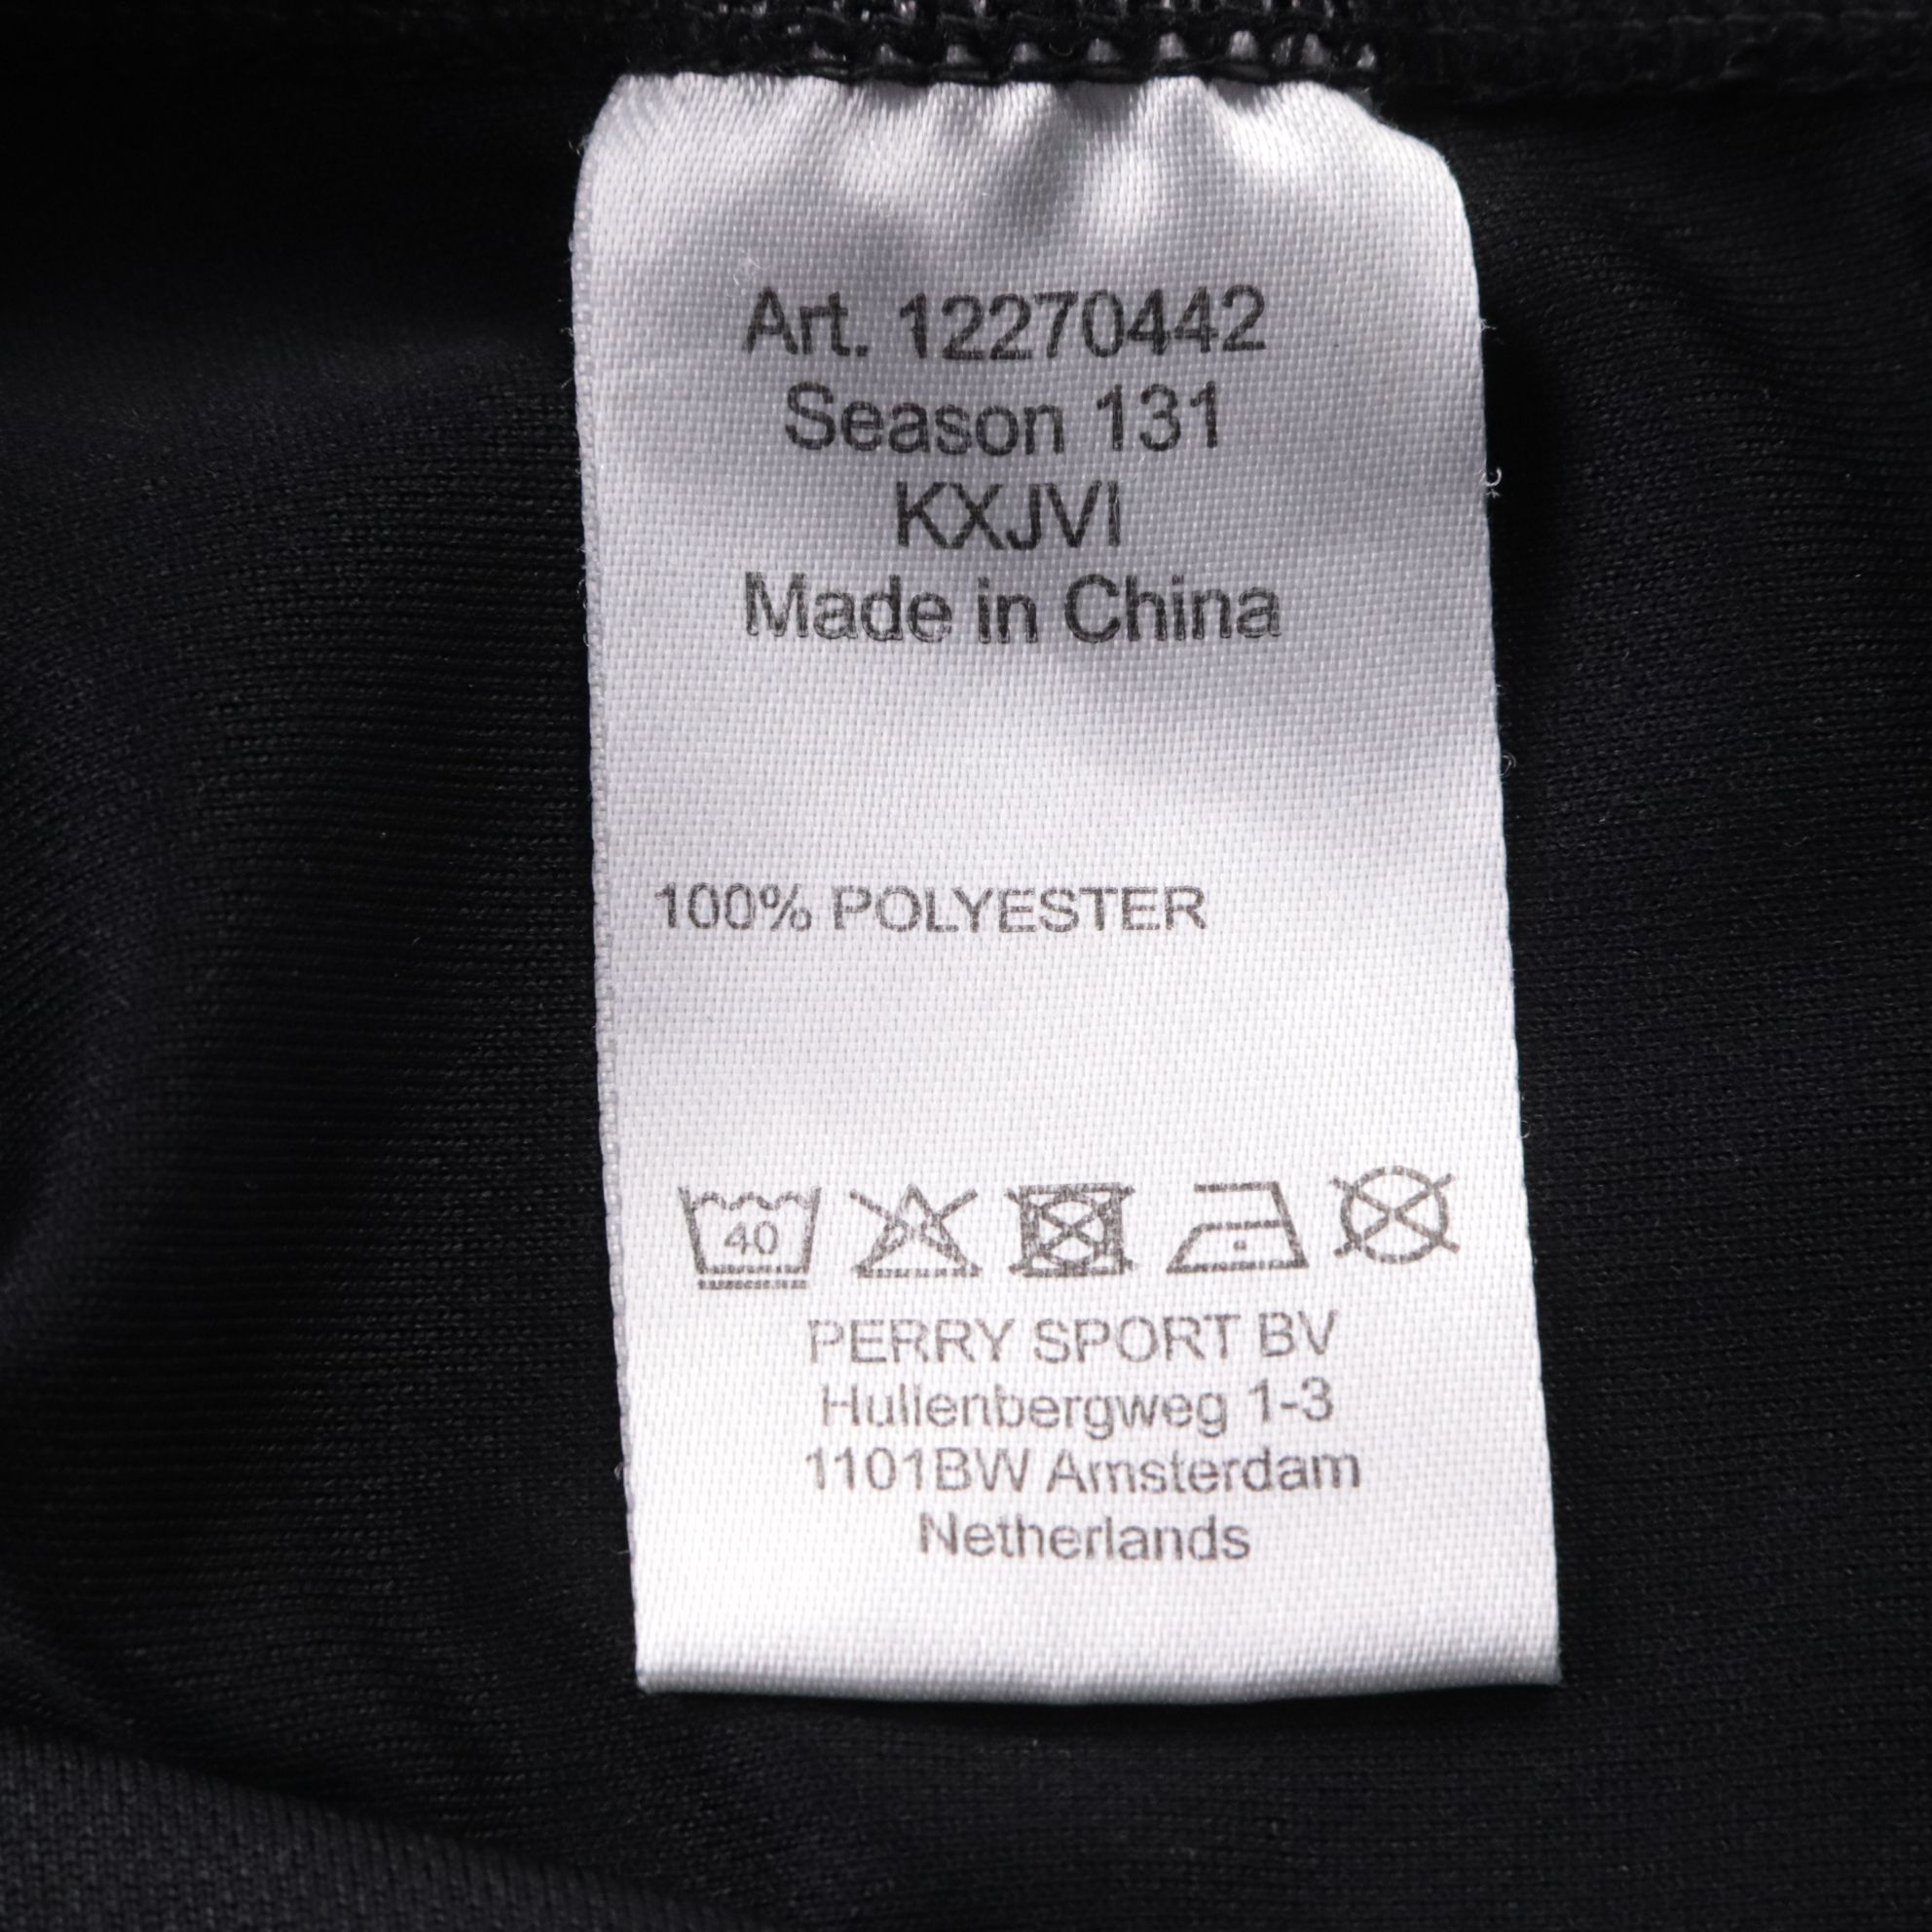 Art. 12270442
Season 131
KXJVI
Made in China
100% POLYESTER
40
PERRY SPORT BV
Hullenbergweg 1-3
1101BW Amsterdam
Netherlands